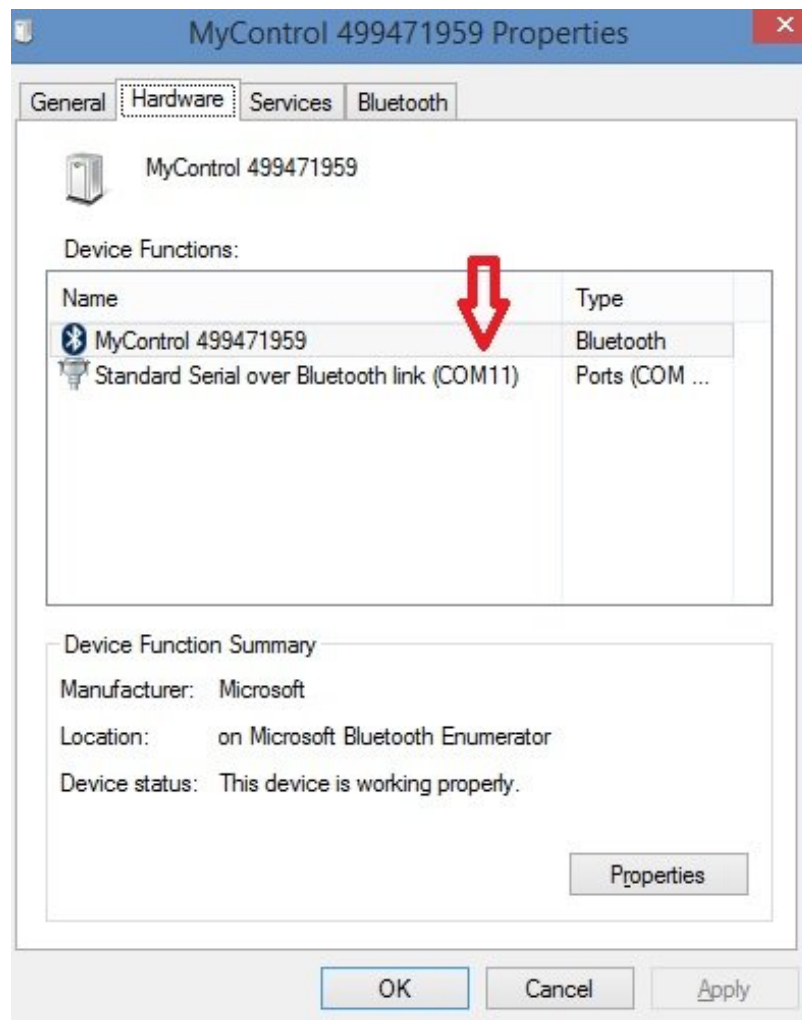 MyControl 499471959 Properties
General Hardware Services Bluetooth
MyControl 499471959
Device Functions:
Name Type
MyControl 499471959 Bluetooth
Standard Serial over Bluetooth link (COM11) Ports (COM ...
Device Function Summary
Manufacturer: Microsoft
Location: on Microsoft Bluetooth Enumerator
Device status: This device is working properly.
Properties
OK Cancel Apply